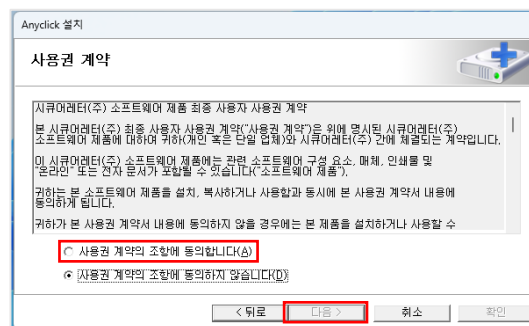 Anyclick 설치
사용권 계약
시큐어레터(주) 소프트웨어 제품 최종 사용자 사용권 계약
본 시큐어레터(주) 최종 사용자 사용권 계약("사용권 계약")은 위에 명시된 시큐어레터(주)
소프트웨어 제품에 대하여 귀하(개인 혹은 단일 업체)와 시큐어레터(주) 간에 체결되는 계약입니다.
이 시큐어레터(주) 소프트웨어 제품에는 관련 소프트웨어 구성 요소, 매체, 인쇄물 및
"온라인" 또는 전자 문서가 포함될 수 있습니다("소프트웨어 제품").
귀하는 본 소프트웨어 제품을 설치, 복사하거나 사용함과 동시에 본 사용권 계약서 내용에
동의하게 됩니다.
귀하가 본 사용권 계약서 내용에 동의하지 않을 경우에는 본 제품을 설치하거나 사용할 수
사용권 계약의 조항에 동의합니다(A)
사용권 계약의 조항에 동의하지 않습니다(D)
< 뒤로 다음 > 취소 확인